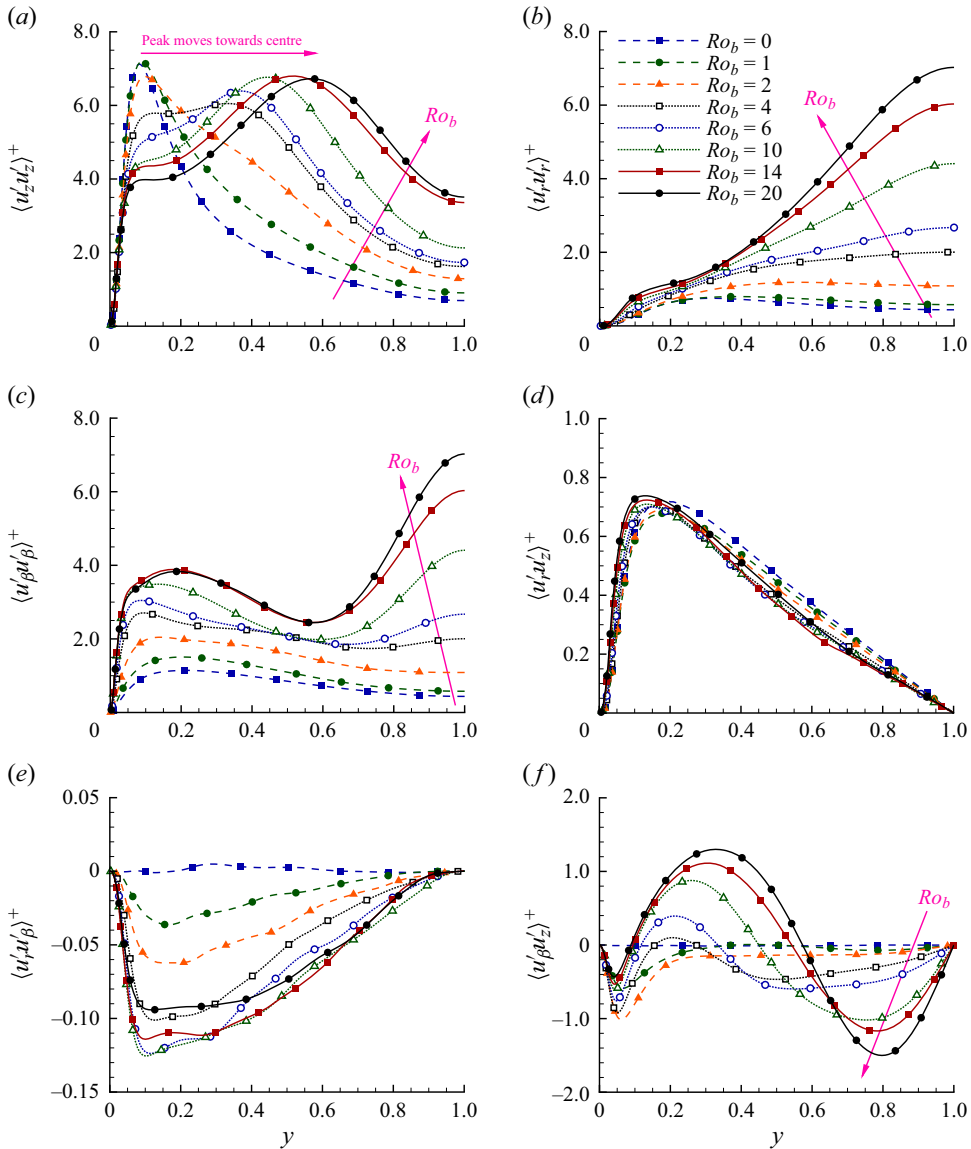 (a)
Peak moves towards centre
8.0
6.0
4.0
2.0
0
0.2
0.4
0.6
0.8
1.0
⟨u′zu′z⟩+
Rob
(b)
8.0
6.0
4.0
2.0
0
0.2
0.4
0.6
0.8
1.0
⟨u′ru′r⟩+
Rob = 0
Rob = 1
Rob = 2
Rob = 4
Rob = 6
Rob = 10
Rob = 14
Rob = 20
Rob
(c)
8.0
6.0
4.0
2.0
0
0.2
0.4
0.6
0.8
1.0
⟨u′βu′β⟩+
Rob
(d)
1.0
0.8
0.6
0.4
0.2
0
0.2
0.4
0.6
0.8
1.0
⟨u′ru′z⟩+
(e)
0.05
0
–0.05
–0.10
–0.15
0
0.2
0.4
0.6
0.8
1.0
⟨u′ru′β⟩+
y
(f)
2.0
1.0
0
–1.0
–2.0
0
0.2
0.4
0.6
0.8
1.0
⟨u′βu′z⟩+
Rob
y